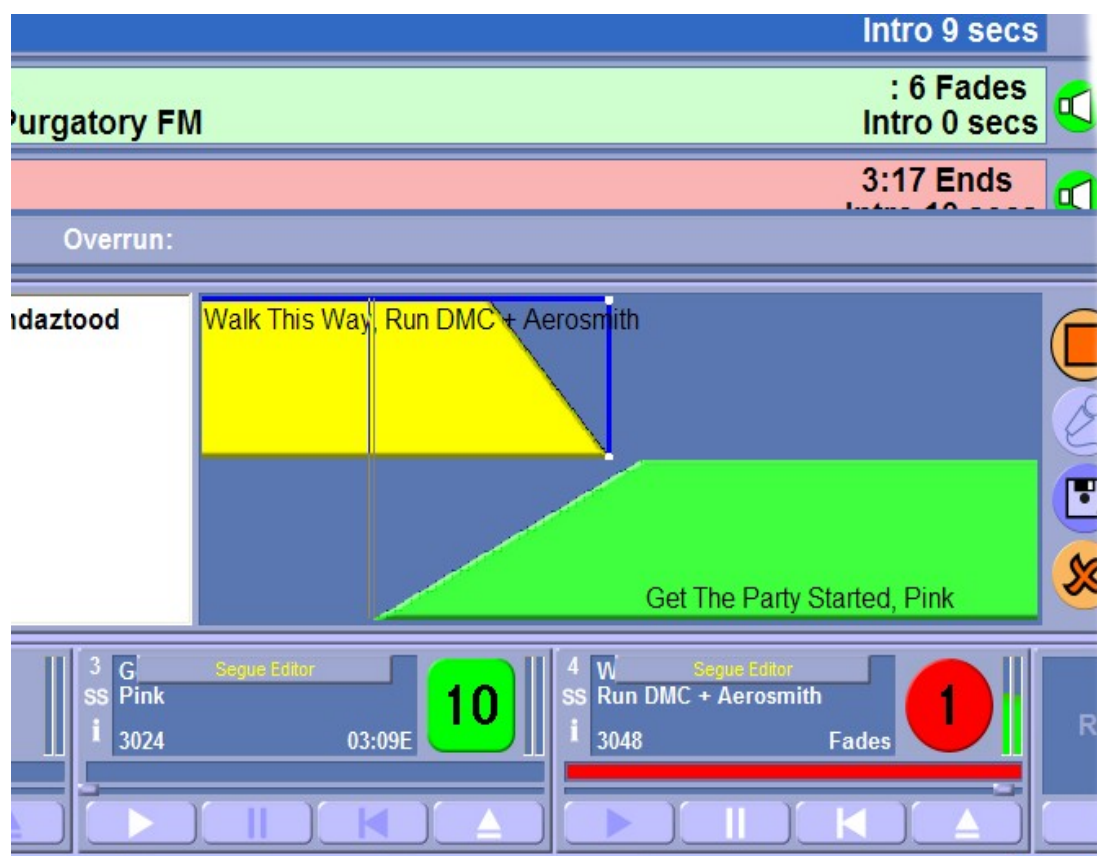 Intro 9 secs
: 6 Fades
Purgatory FM
Intro 0 secs
3:17 Ends
Overrun:
ndaztood
Walk This Way, Run DMC + Aerosmith
Get The Party Started, Pink
3 G Segue Editor
SS Pink
10
i 3024 03:09E
4 W Segue Editor
SS Run DMC + Aerosmith
1
i 3048 Fades
R